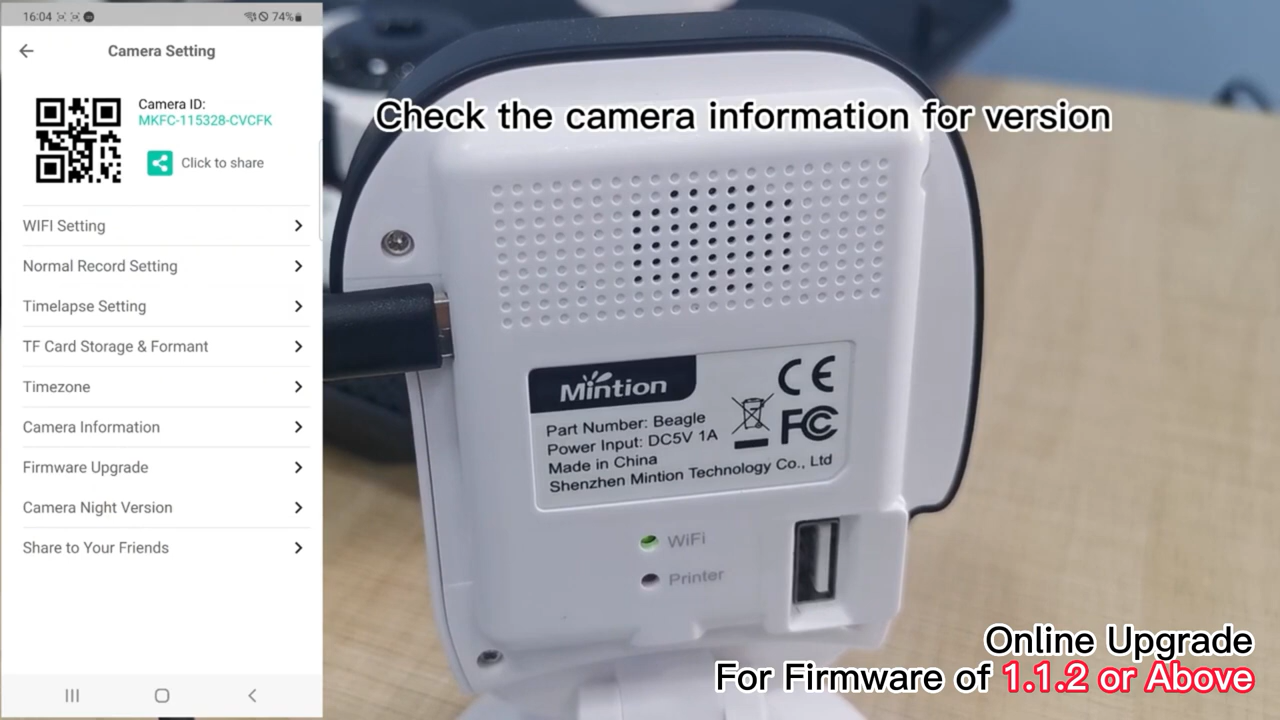 16:04
74%
Camera Setting
Camera ID:
MKFC-115328-CVCFK
Click to share
WIFI Setting
Normal Record Setting
Timelapse Setting
TF Card Storage & Formant
Timezone
Camera Information
Firmware Upgrade
Camera Night Version
Share to Your Friends
Check the camera information for version
Mintion
CE
FC
Part Number: Beagle
Power Input: DC5V 1A
Made in China
Shenzhen Mintion Technology Co., Ltd
WiFi
Printer
Online Upgrade
For Firmware of 1.1.2 or Above